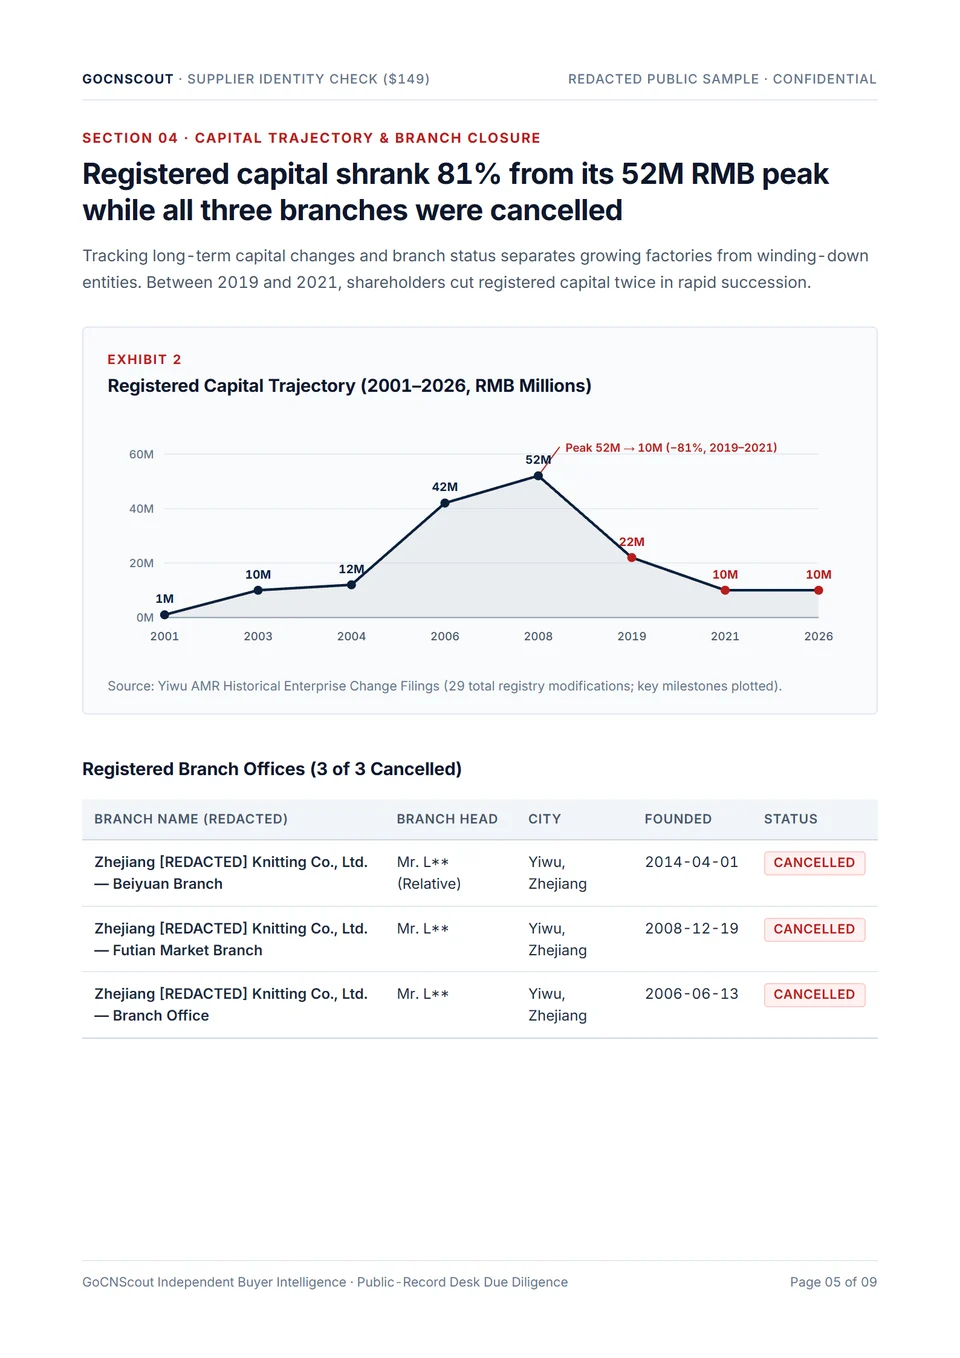 GOCNSCOUT · SUPPLIER IDENTITY CHECK ($149)
REDACTED PUBLIC SAMPLE · CONFIDENTIAL
SECTION 04 · CAPITAL TRAJECTORY & BRANCH CLOSURE
Registered capital shrank 81% from its 52M RMB peak
while all three branches were cancelled
Tracking long-term capital changes and branch status separates growing factories from winding-down
entities. Between 2019 and 2021, shareholders cut registered capital twice in rapid succession.
EXHIBIT 2
Registered Capital Trajectory (2001–2026, RMB Millions)
Peak 52M → 10M (−81%, 2019–2021)
60M
40M
20M
0M
1M
10M
12M
42M
52M
22M
10M
10M
2001
2003
2004
2006
2008
2019
2021
2026
Source: Yiwu AMR Historical Enterprise Change Filings (29 total registry modifications; key milestones plotted).
Registered Branch Offices (3 of 3 Cancelled)
BRANCH NAME (REDACTED) BRANCH HEAD CITY FOUNDED STATUS
Zhejiang [REDACTED] Knitting Co., Ltd. Mr. L** Yiwu, 2014-04-01 CANCELLED
— Beiyuan Branch (Relative) Zhejiang
Zhejiang [REDACTED] Knitting Co., Ltd. Mr. L** Yiwu, 2008-12-19 CANCELLED
— Futian Market Branch Zhejiang
Zhejiang [REDACTED] Knitting Co., Ltd. Mr. L** Yiwu, 2006-06-13 CANCELLED
— Branch Office Zhejiang
GoCNScout Independent Buyer Intelligence · Public-Record Desk Due Diligence
Page 05 of 09